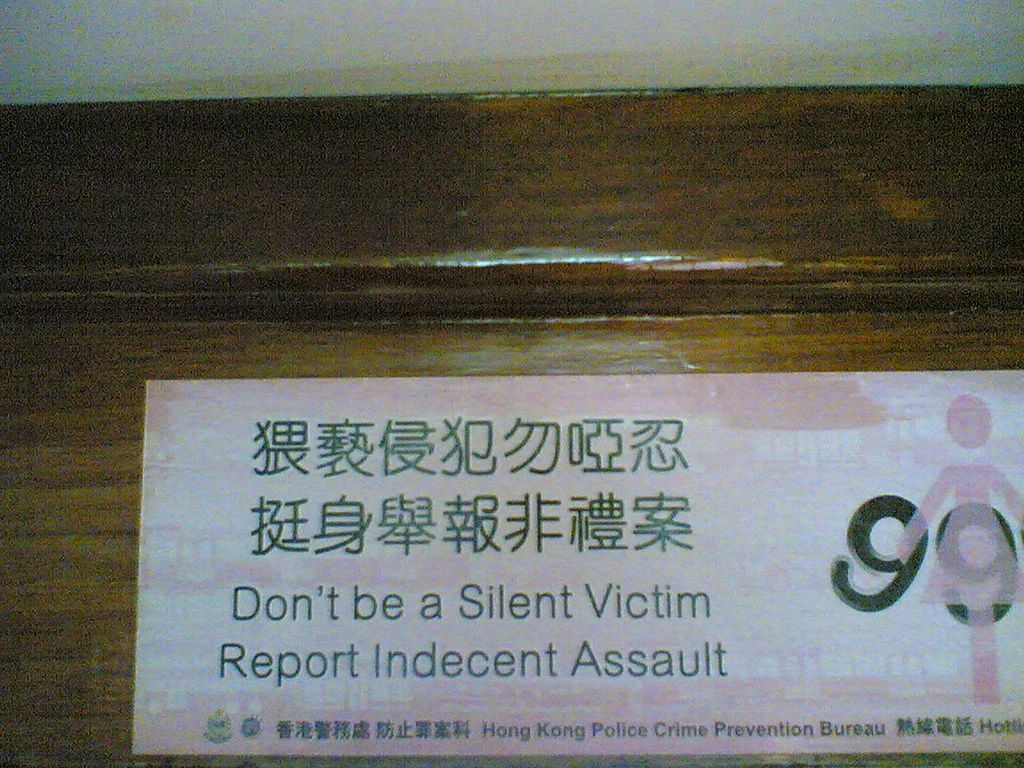 猥褻侵犯勿啞忍
挺身舉報非禮案
Don't be a Silent Victim
Report Indecent Assault
99
香港警務處 防止罪案科 Hong Kong Police Crime Prevention Bureau 熱線電話